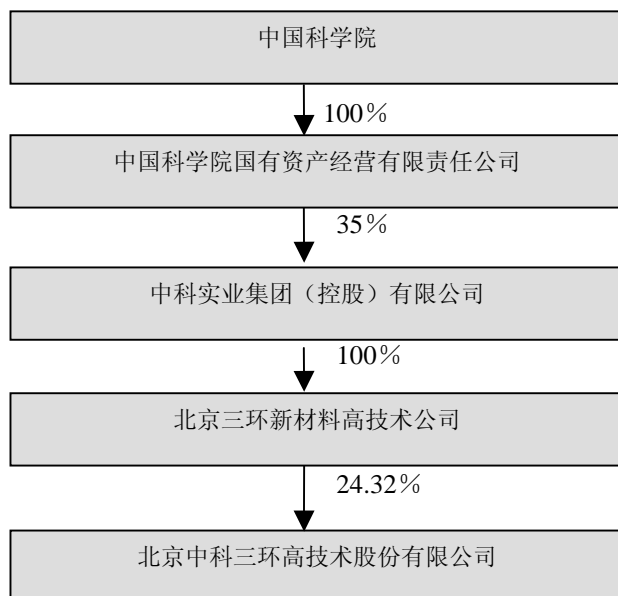 中国科学院
100％
中国科学院国有资产经营有限责任公司
35％
中科实业集团（控股）有限公司
100％
北京三环新材料高技术公司
24.32％
北京中科三环高技术股份有限公司